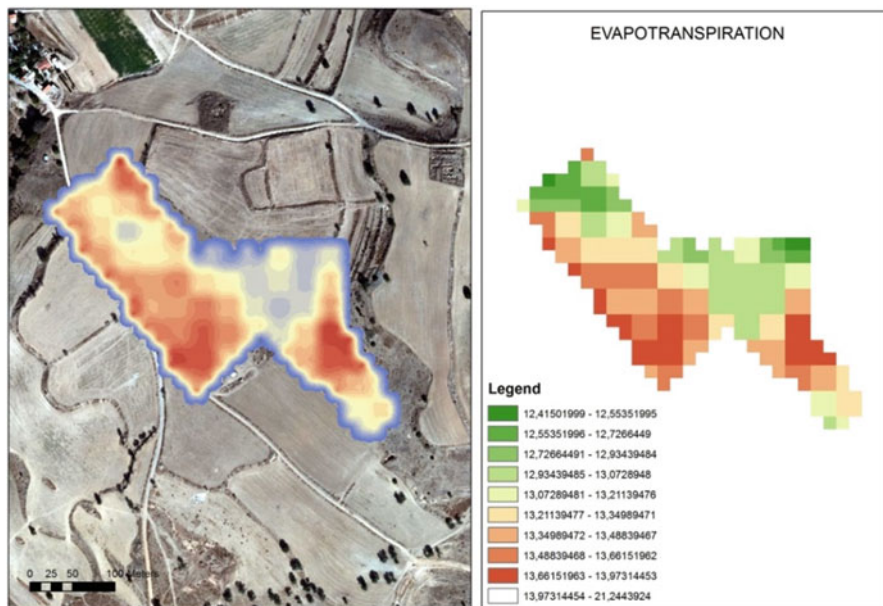 EVAPOTRANSPIRATION
Legend
12,41501999 - 12,55351995
12,55351996 - 12,7266449
12,72664491 - 12,93439484
12,93439485 - 13,0728948
13,07289481 - 13,21139476
13,21139477 - 13,34989471
13,34989472 - 13,48839467
13,48839468 - 13,66151962
13,66151963 - 13,97314453
13,97314454 - 21,2443924
0 25 50 100 Meters